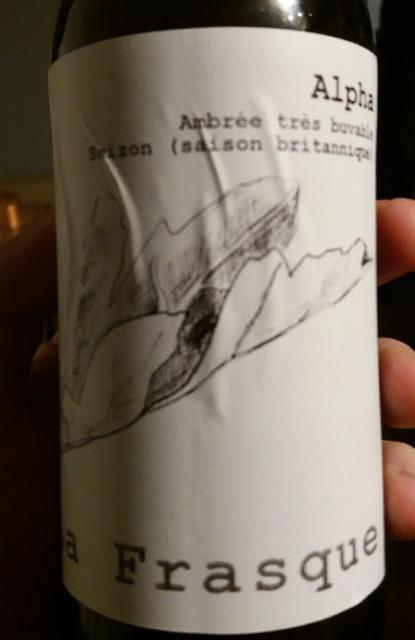 Alpha
Ambrée très buvable
Seizon (saison britannique)
a Frasque